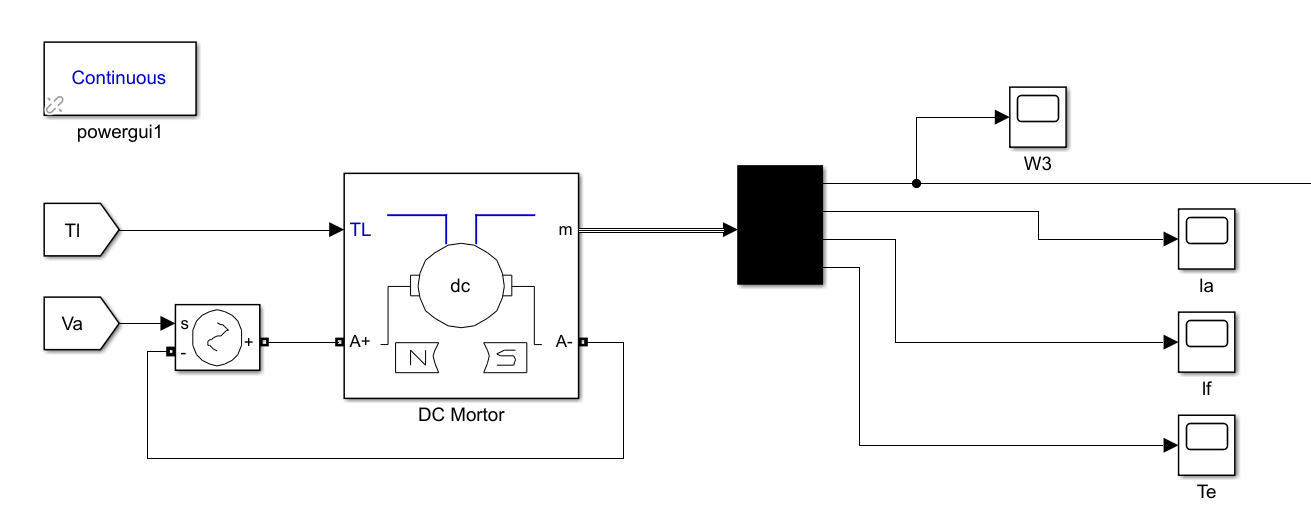 Continuous
powergui1
W3
Tl
TL
m
dc
Ia
Va
s
-
+
A+
N
S
A-
If
DC Mortor
Te